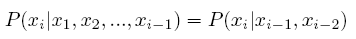 P(x_i|x_1, x_2, ..., x_{i-1}) = P(x_i|x_{i-1}, x_{i-2})